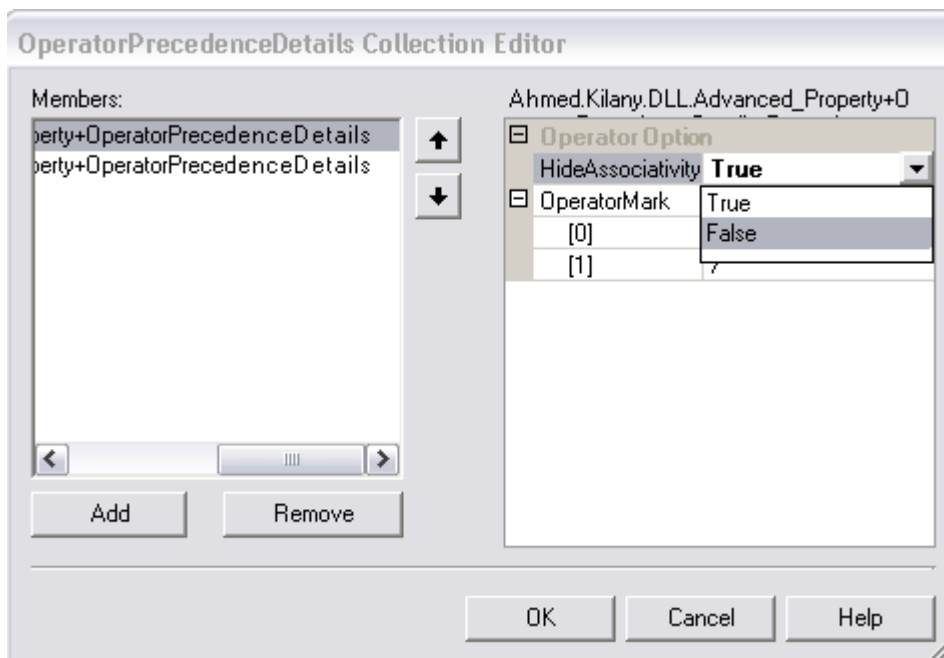 OperatorPrecedenceDetails Collection Editor
Members:
perty+OperatorPrecedenceDetails
perty+OperatorPrecedenceDetails
Add
Remove
Ahmed.Kilany.DLL.Advanced_Property+O
Operator Option
HideAssociativity True
OperatorMark
True
False
[0]
[1]
OK
Cancel
Help